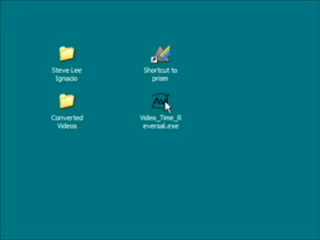 Steve Lee
Ignacio
Shortcut to
prism
Converted
Videos
Video_Time_R
eversal.exe